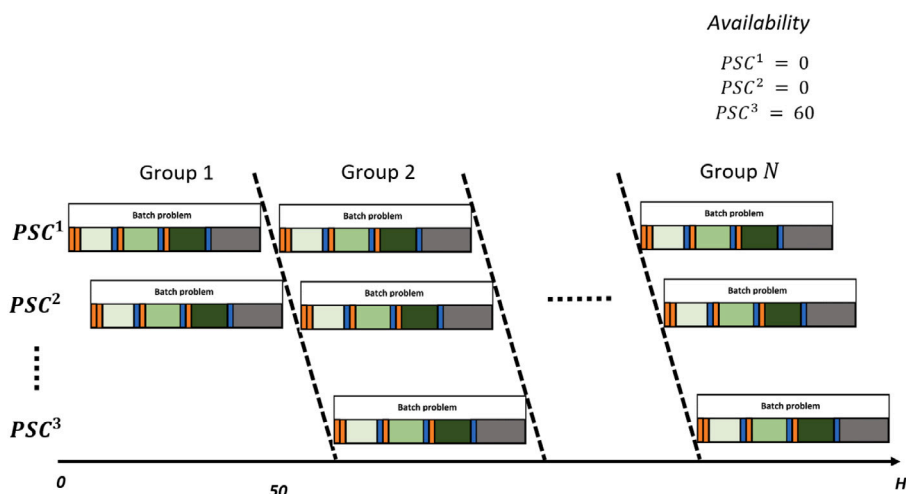 Availability
PSC¹ = 0
PSC² = 0
PSC³ = 60
Group 1
Group 2
Group N
PSC¹
Batch problem
Batch problem
Batch problem
PSC²
Batch problem
Batch problem
Batch problem
PSC³
Batch problem
Batch problem
0
50
H